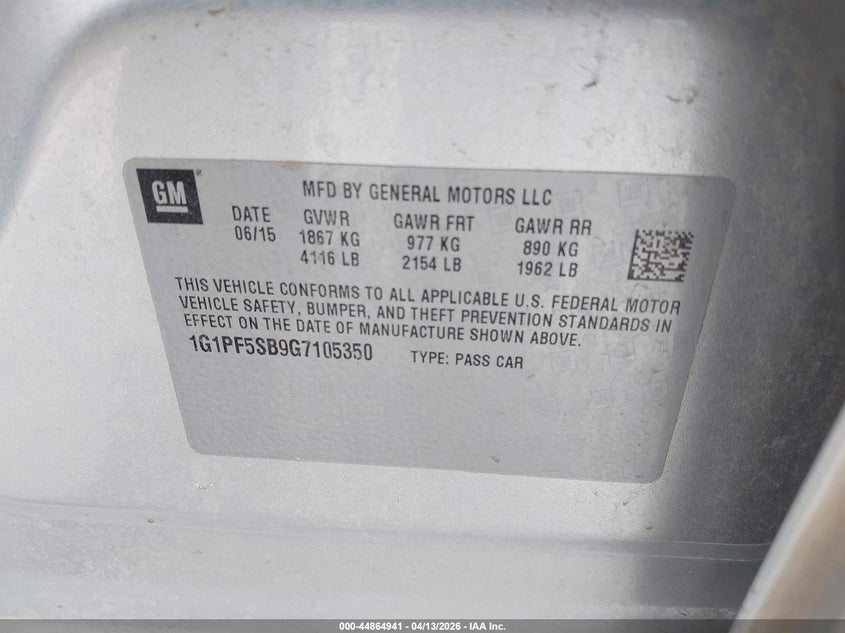 GM
MFD BY GENERAL MOTORS LLC
DATE GVWR GAWR FRT GAWR RR
06/15 1867 KG 977 KG 890 KG
4116 LB 2154 LB 1962 LB
THIS VEHICLE CONFORMS TO ALL APPLICABLE U.S. FEDERAL MOTOR
VEHICLE SAFETY, BUMPER, AND THEFT PREVENTION STANDARDS IN
EFFECT ON THE DATE OF MANUFACTURE SHOWN ABOVE.
1G1PF5SB9G7105350 TYPE: PASS CAR
000-44864941 | 04/13/2026 | IAA Inc.